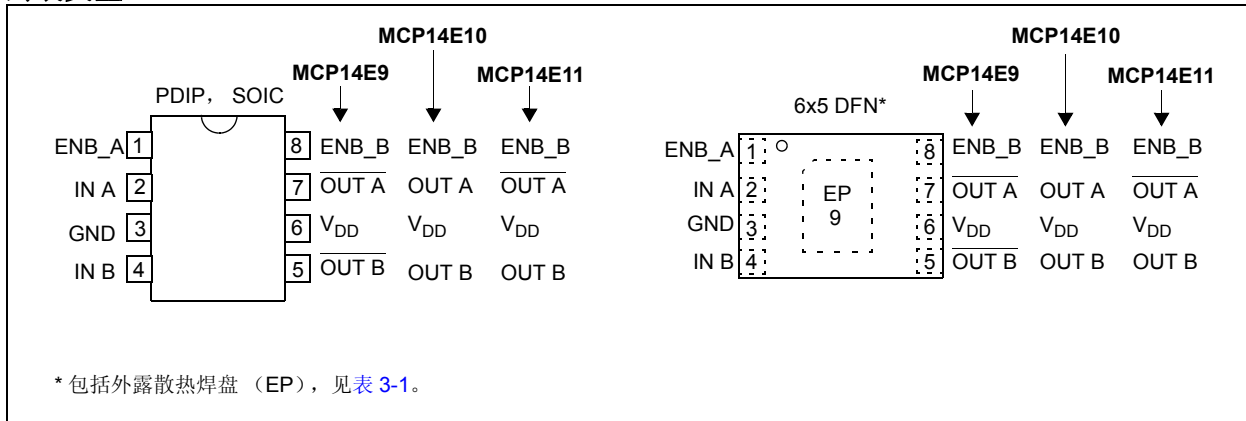 MCP14E10
MCP14E9 MCP14E11
PDIP， SOIC
ENB_A 1 8 ENB_B ENB_B ENB_B
IN A 2 7 OUT A OUT A OUT A
GND 3 6 VDD VDD VDD
IN B 4 5 OUT B OUT B OUT B
MCP14E10
MCP14E9 MCP14E11
6x5 DFN*
ENB_A 1 8 ENB_B ENB_B ENB_B
IN A 2 EP 7 OUT A OUT A OUT A
GND 3 9 6 VDD VDD VDD
IN B 4 5 OUT B OUT B OUT B
* 包括外露散热焊盘 （EP），见表 3-1。